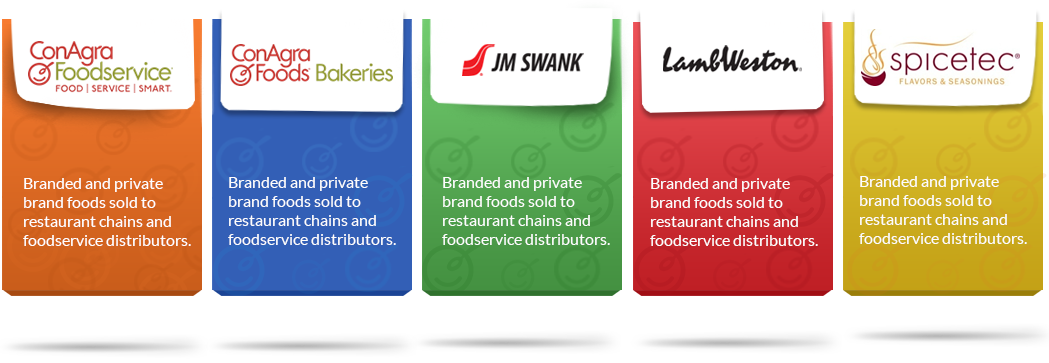 ConAgra
Foodservice®
FOOD | SERVICE | SMART.
Branded and private
brand foods sold to
restaurant chains and
foodservice distributors.
ConAgra
Foods® Bakeries
Branded and private
brand foods sold to
restaurant chains and
foodservice distributors.
JM SWANK
Branded and private
brand foods sold to
restaurant chains and
foodservice distributors.
LambWeston®
Branded and private
brand foods sold to
restaurant chains and
foodservice distributors.
spicetec®
FLAVORS & SEASONINGS
Branded and private
brand foods sold to
restaurant chains and
foodservice distributors.